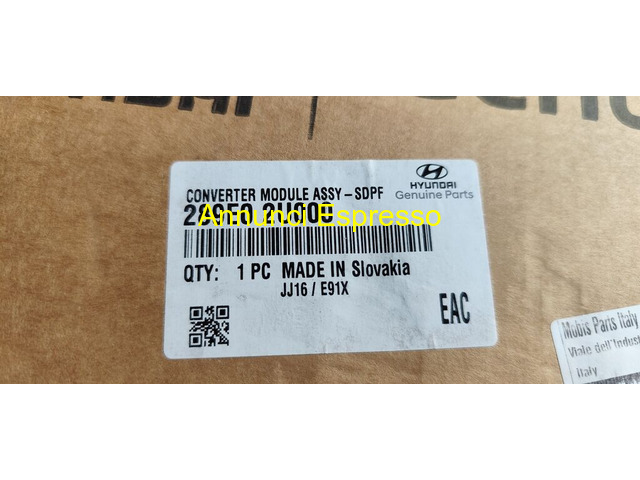 CONVERTER MODULE ASSY-SDPF
HYUNDAI
Genuine Parts
Annunci Espresso
QTY: 1 PC MADE IN Slovakia
JJ16 / E91X
EAC
Mobis Parts Italy
Viale dell'Indust
Italy